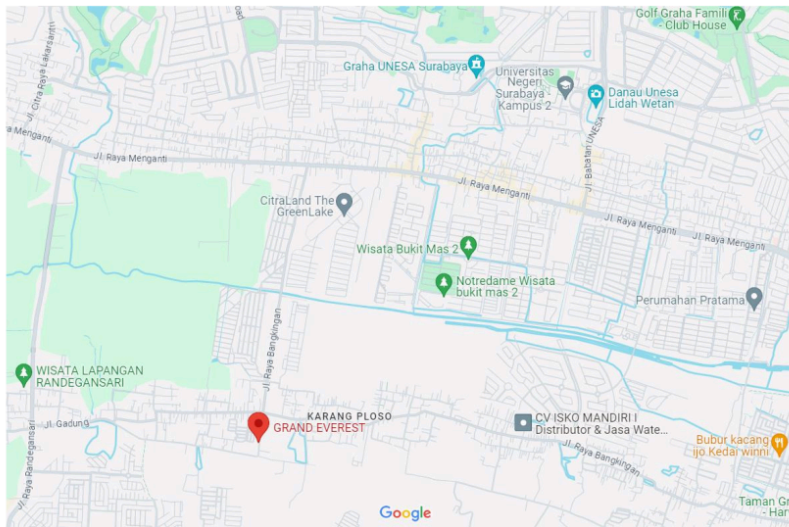 Golf Graha Famili
- Club House
Graha UNESA Surabaya
Universitas
Negeri
Surabaya -
Kampus 2
Danau Unesa
Lidah Wetan
Jl. Citra Raya Lakarsantri
Road
a Menganti
Jl. Raya Menganti
Jl. Babatan UNESA
Jl. Raya Menganti
CitraLand The
GreenLake
Jl. Raya Menganti
Wisata Bukit Mas 2
Notredame Wisata
bukit mas 2
Perumahan Pratama
Jl. Raya Bangkingan
WISATA LAPANGAN
RANDEGANSARI
KARANG PLOSO
GRAND EVEREST
Jl. Gadung
CV ISKO MANDIRI I
Distributor & Jasa Wate...
Jl. Raya Bangkingan
Bubur kacang
ijo Kedai winni
Jl. Raya Randegansari
Taman Gr
- Har
Google